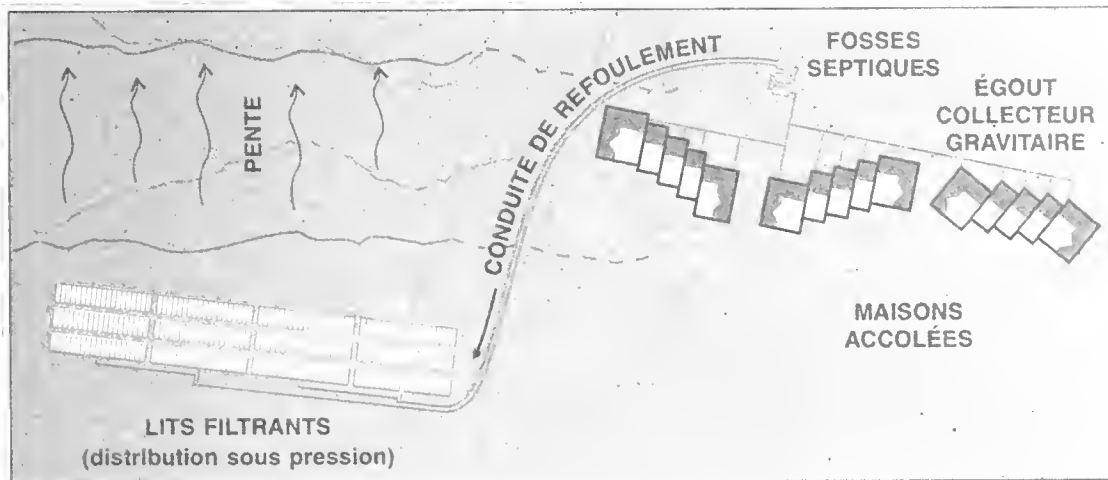 FOSSES
SEPTIQUES
ÉGOUT
COLLECTEUR
GRAVITAIRE
CONDUITE DE REFOULEMENT
PENTE
MAISONS
ACCOLÉES
LITS FILTRANTS
(distribution sous pression)